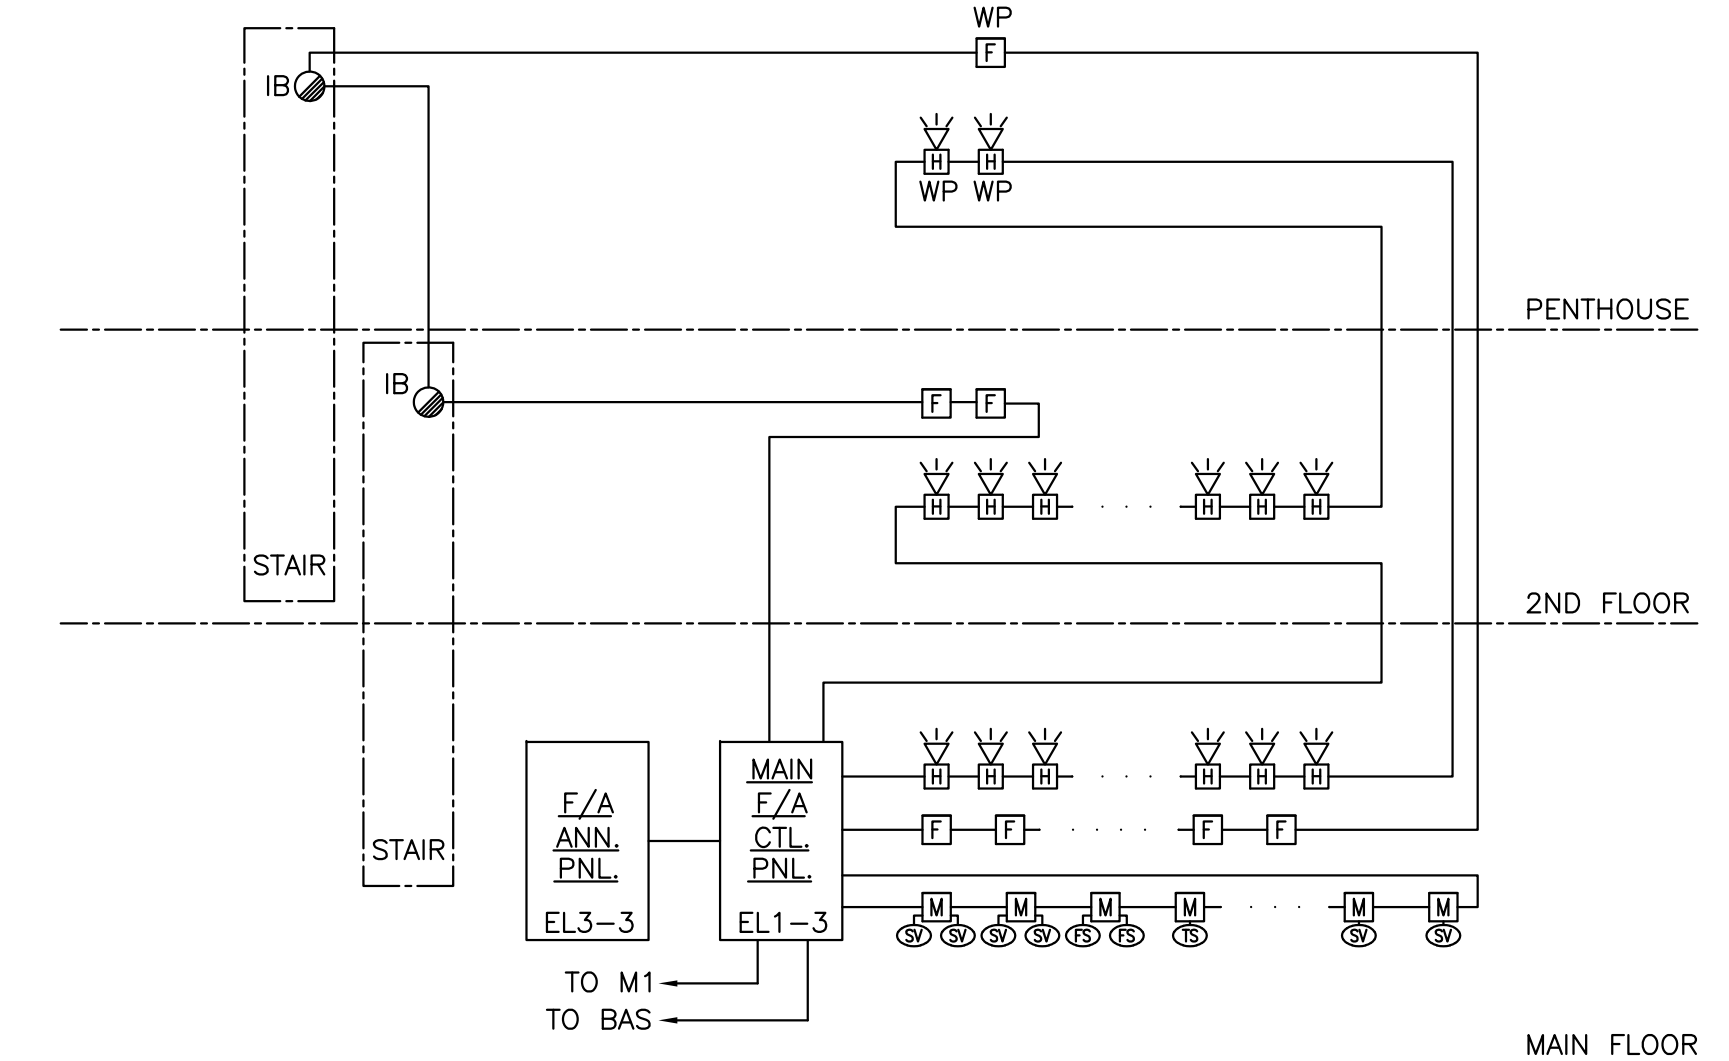 WP
F
IB
H H
WP WP
PENTHOUSE
IB
F F
H H H H H H
STAIR
2ND FLOOR
H H H H H H
F F F F
STAIR
F/A
ANN.
PNL.
EL3-3
MAIN
F/A
CTL.
PNL.
EL1-3
M M M M M M
SV SV SV SV FS FS TS SV SV
TO M1
TO BAS
MAIN FLOOR